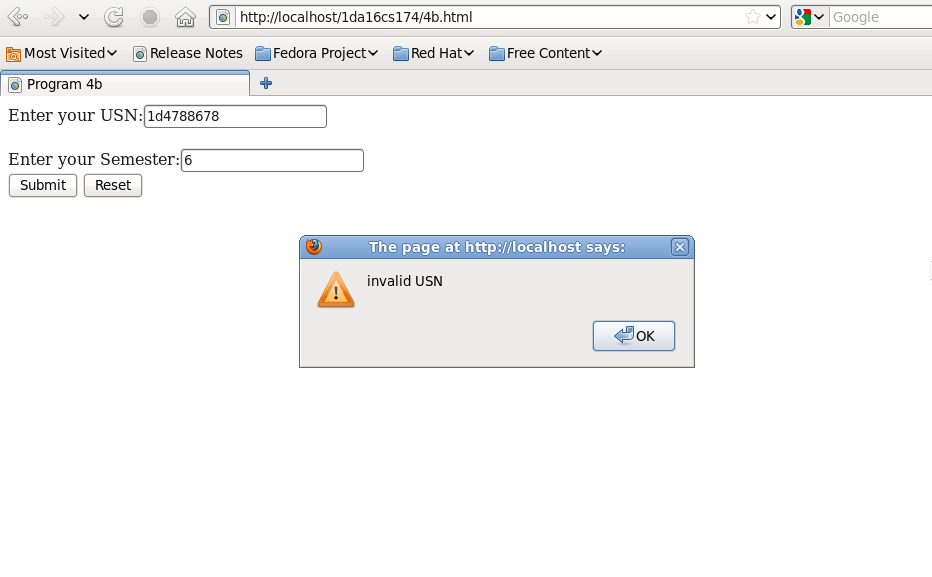 http://localhost/1da16cs174/4b.html
Google
Most Visited Release Notes Fedora Project Red Hat Free Content
Program 4b
Enter your USN: 1d4788678
Enter your Semester: 6
Submit Reset
The page at http://localhost says:
invalid USN
OK